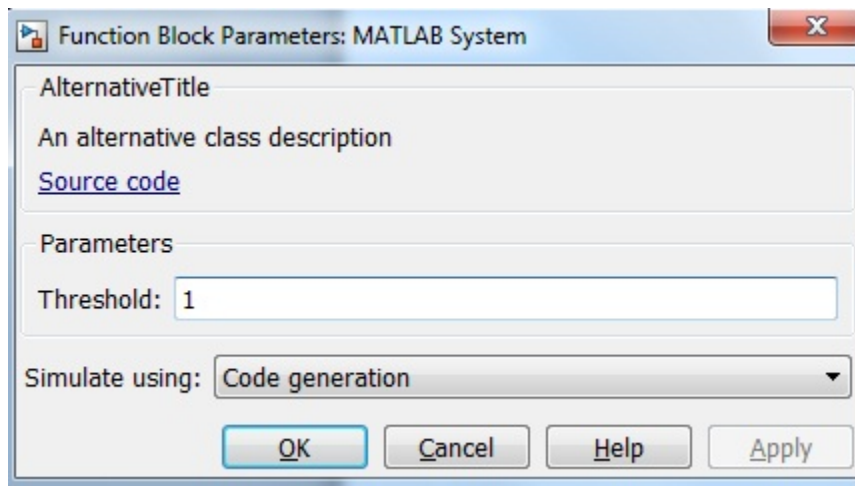 Function Block Parameters: MATLAB System
AlternativeTitle
An alternative class description
Source code
Parameters
Threshold: 1
Simulate using: Code generation
OK Cancel Help Apply